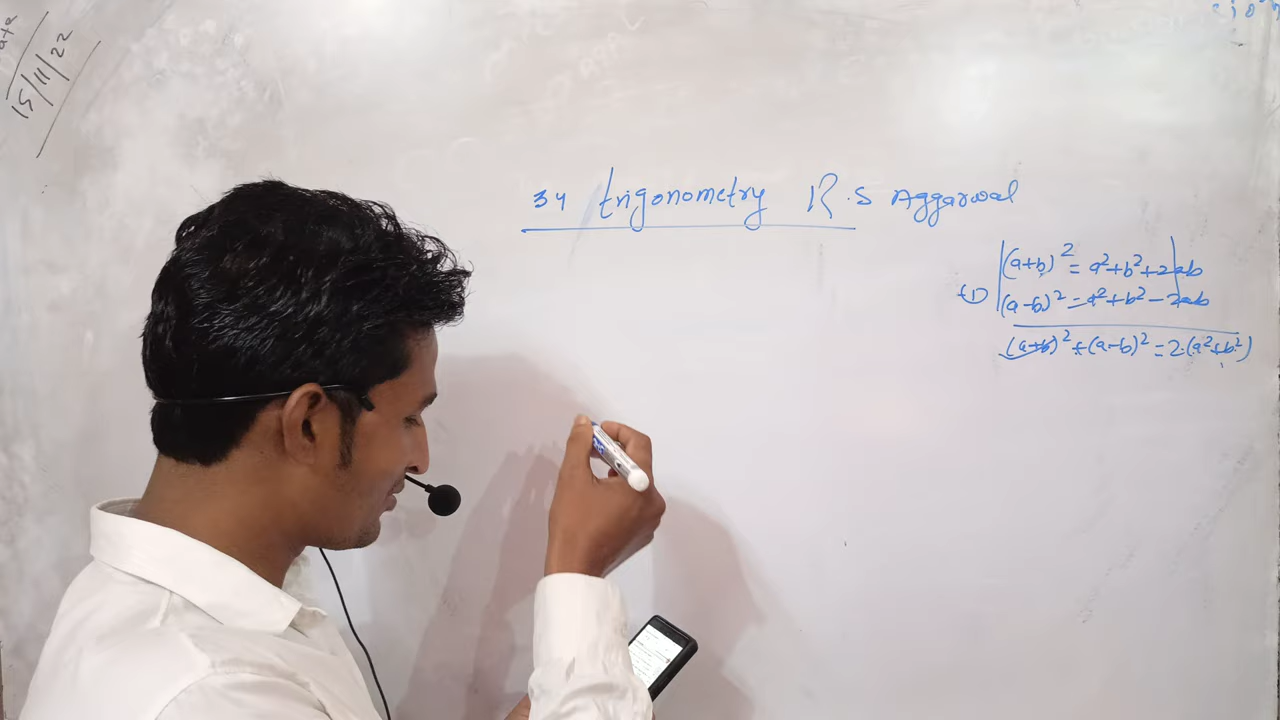 15/11/22
34 trigonometry R.S Aggarwal
(a+b)² = a²+b²+2ab
(a-b)² = a²+b²-2ab
(a+b)²+(a-b)² = 2(a²+b²)